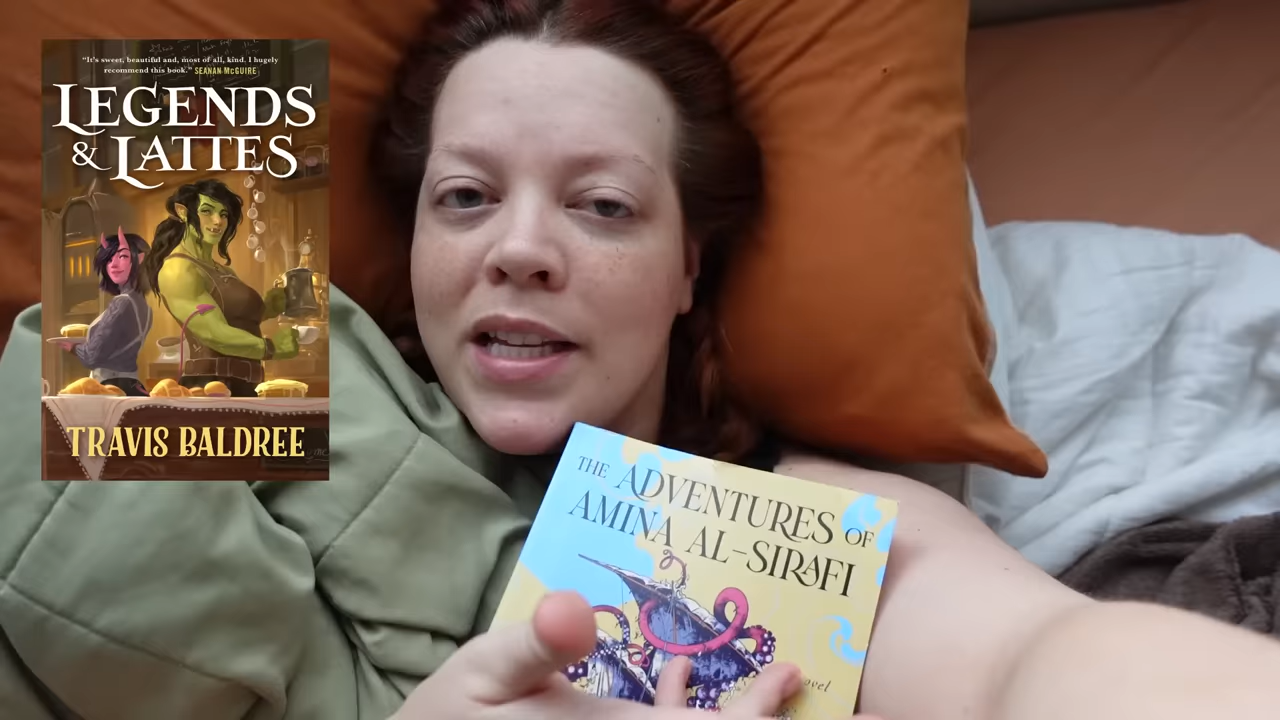 "It's sweet, beautiful and, most of all, kind. I hugely
recommend this book." SEANAN McGUIRE
LEGENDS
& LATTES
TRAVIS BALDREE
THE ADVENTURES OF
AMINA AL-SIRAFI